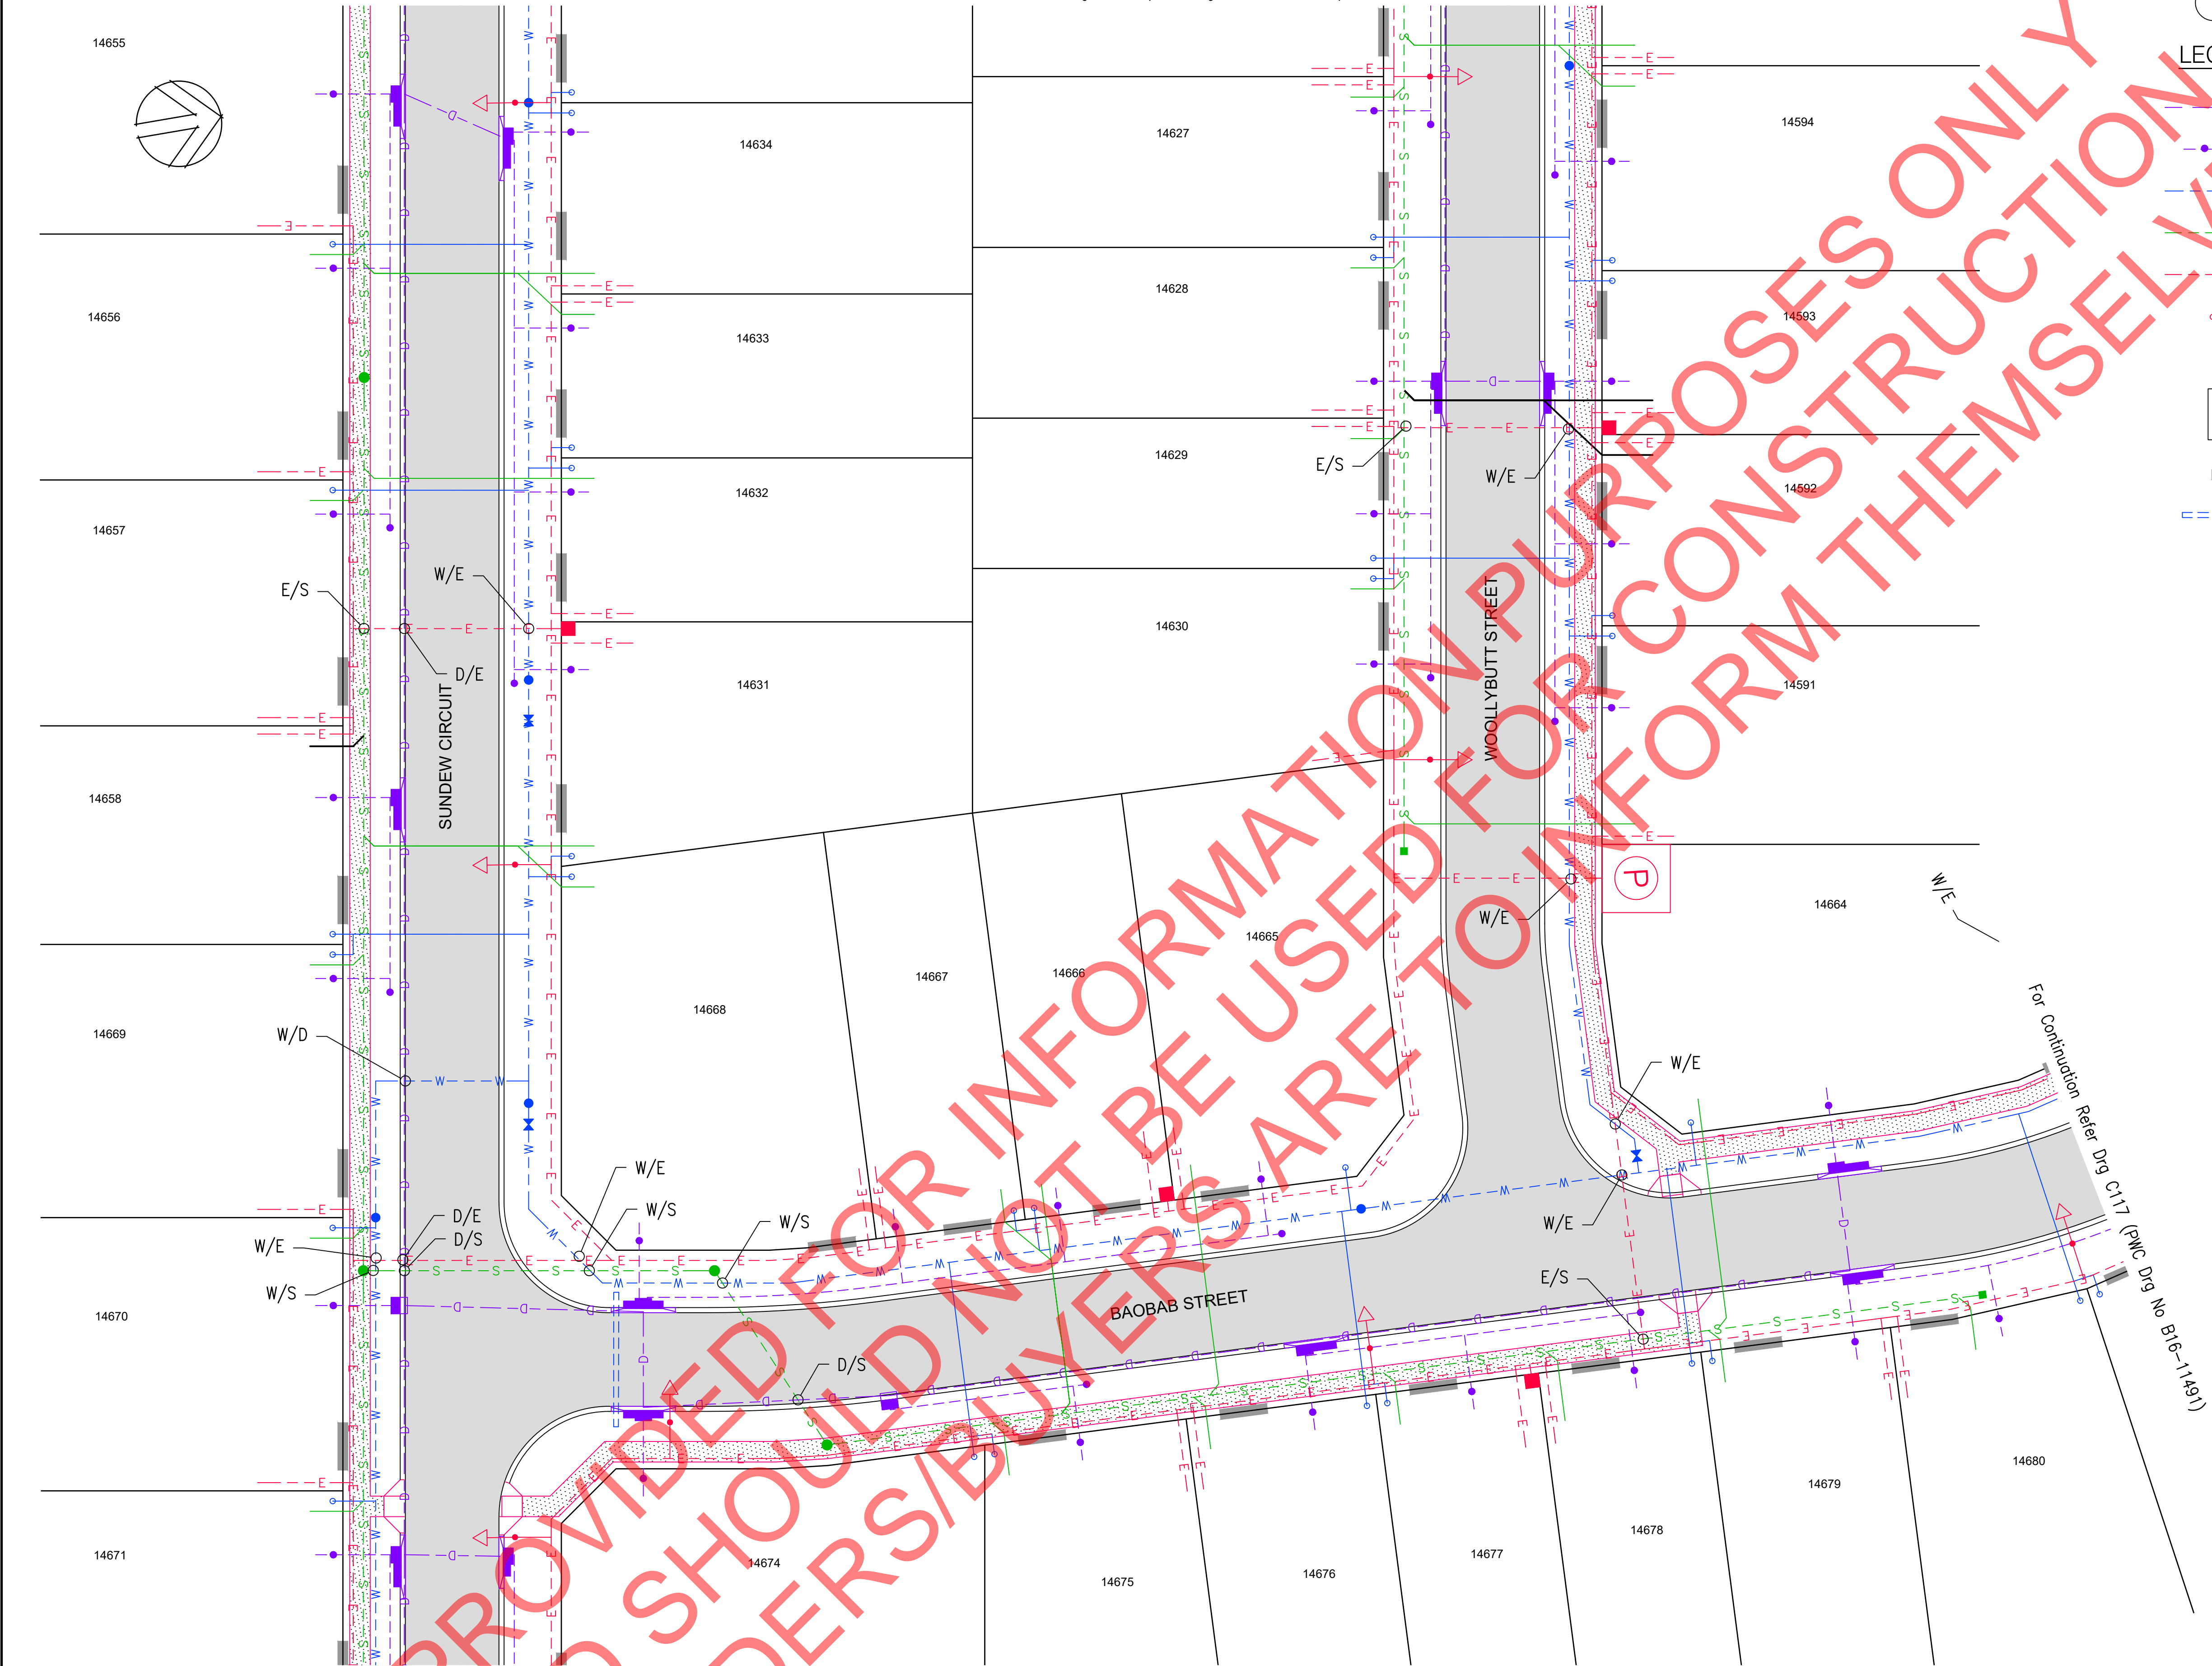 14655
14634
14627
14594
14656
14633
14628
14593
14657
14632
14629
14592
E/S
W/E
E/S
W/E
D/E
14631
14630
14591
14658
SUNDEW CIRCUIT
WOOLLYBUTT STREET
P
14664
W/E
W/E
14669
14668
14667
14666
14665
W/D
W/E
For Continuation Refer Drg C117 (PWC Drg No B16-11491)
W/E
W/S
W/S
W/E
D/E
D/S
W/E
W/S
E/S
14670
BAOBAB STREET
D/S
14671
14674
14675
14676
14677
14678
14679
14680
PROVIDED FOR INFORMATION PURPOSES ONLY
D SHOULD NOT BE USED FOR CONSTRUCTION
DERS/BUYERS ARE TO INFORM THEMSELV
LEG